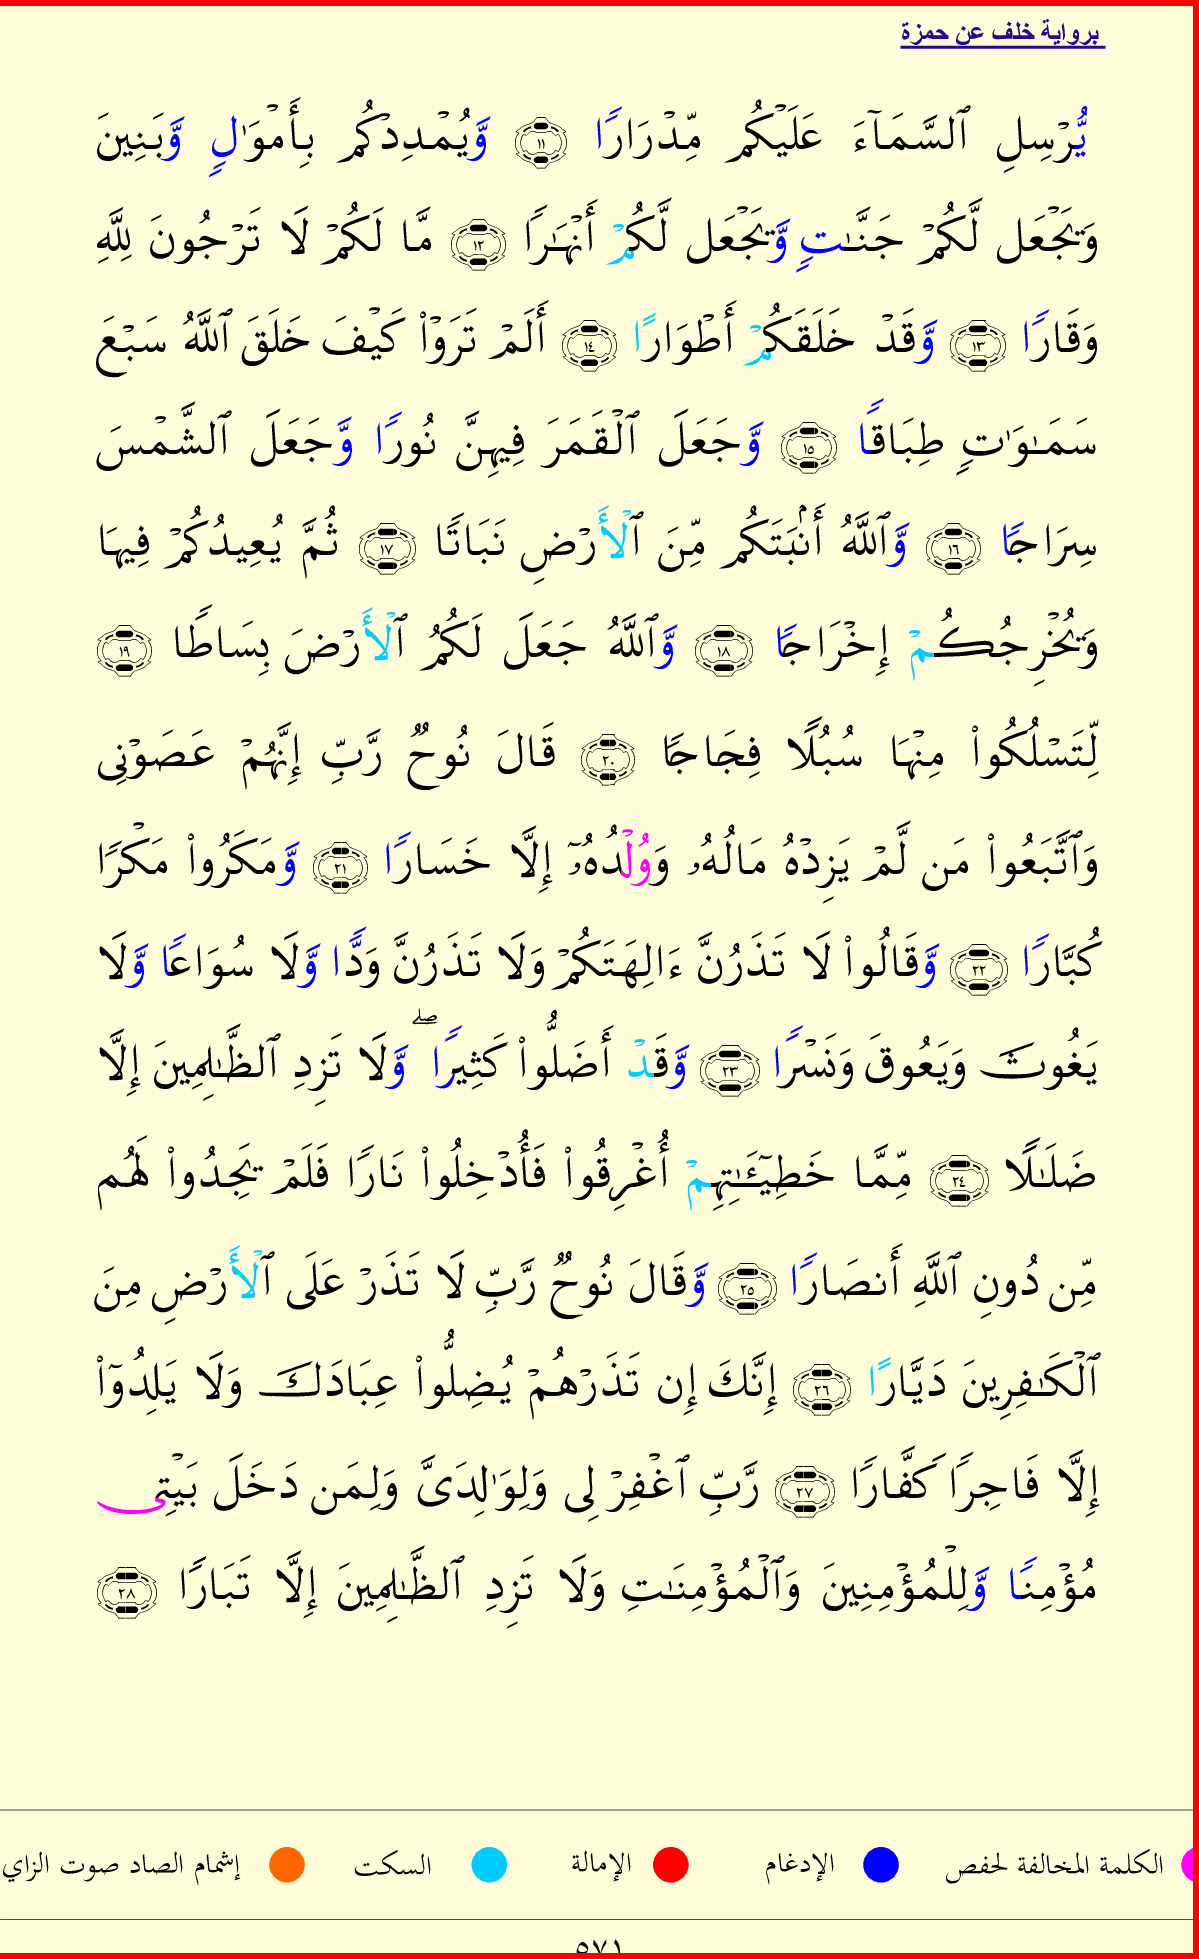 برواية خلف عن حمزة
يُّرْسِلِ ٱلسَّمَآءَ عَلَيْكُم مِّدْرَارًا ١١ وَّيُمْدِدْكُم بِأَمْوَٰلٍ وَّبَنِينَ
وَيَجْعَل لَّكُمْ جَنَّـٰتٍ وَّيَجْعَل لَّكُمْ أَنْهَـٰرًا ١٢ مَّا لَكُمْ لَا تَرْجُونَ لِلَّهِ
وَقَارًا ١٣ وَّقَدْ خَلَقَكُمْ أَطْوَارًا ١٤ أَلَمْ تَرَوْا۟ كَيْفَ خَلَقَ ٱللَّهُ سَبْعَ
سَمَـٰوَٰتٍ طِبَاقًا ١٥ وَّجَعَلَ ٱلْقَمَرَ فِيهِنَّ نُورًا وَّجَعَلَ ٱلشَّمْسَ
سِرَاجًا ١٦ وَّٱللَّهُ أَنۢبَتَكُم مِّنَ ٱلْأَرْضِ نَبَاتًا ١٧ ثُمَّ يُعِيدُكُمْ فِيهَا
وَيُخْرِجُكُمْ إِخْرَاجًا ١٨ وَّٱللَّهُ جَعَلَ لَكُمُ ٱلْأَرْضَ بِسَاطًا ١٩
لِّتَسْلُكُوا۟ مِنْهَا سُبُلًا فِجَاجًا ٢٠ قَالَ نُوحٌ رَّبِّ إِنَّهُمْ عَصَوْنِى
وَٱتَّبَعُوا۟ مَن لَّمْ يَزِدْهُ مَالُهُۥ وَوُلْدُهُۥٓ إِلَّا خَسَارًا ٢١ وَّمَكَرُوا۟ مَكْرًا
كُبَّارًا ٢٢ وَّقَالُوا۟ لَا تَذَرُنَّ ءَالِهَتَكُمْ وَلَا تَذَرُنَّ وَدًّا وَّلَا سُوَاعًا وَّلَا
يَغُوثَ وَيَعُوقَ وَنَسْرًا ٢٣ وَّقَدْ أَضَلُّوا۟ كَثِيرًا ۖ وَّلَا تَزِدِ ٱلظَّـٰلِمِينَ إِلَّا
ضَلَـٰلًا ٢٤ مِّمَّا خَطِيٓـَٔـٰتِهِمْ أُغْرِقُوا۟ فَأُدْخِلُوا۟ نَارًا فَلَمْ يَجِدُوا۟ لَهُم
مِّن دُونِ ٱللَّهِ أَنصَارًا ٢٥ وَّقَالَ نُوحٌ رَّبِّ لَا تَذَرْ عَلَى ٱلْأَرْضِ مِنَ
ٱلْكَـٰفِرِينَ دَيَّارًا ٢٦ إِنَّكَ إِن تَذَرْهُمْ يُضِلُّوا۟ عِبَادَكَ وَلَا يَلِدُوٓا۟
إِلَّا فَاجِرًا كَفَّارًا ٢٧ رَّبِّ ٱغْفِرْ لِى وَلِوَٰلِدَىَّ وَلِمَن دَخَلَ بَيْتِى
مُؤْمِنًا وَّلِلْمُؤْمِنِينَ وَٱلْمُؤْمِنَـٰتِ وَلَا تَزِدِ ٱلظَّـٰلِمِينَ إِلَّا تَبَارًا ٢٨
الكلمة المخالفة لحفص الإدغام الإمالة السكت إشمام الصاد صوت الزاي
٥٧١